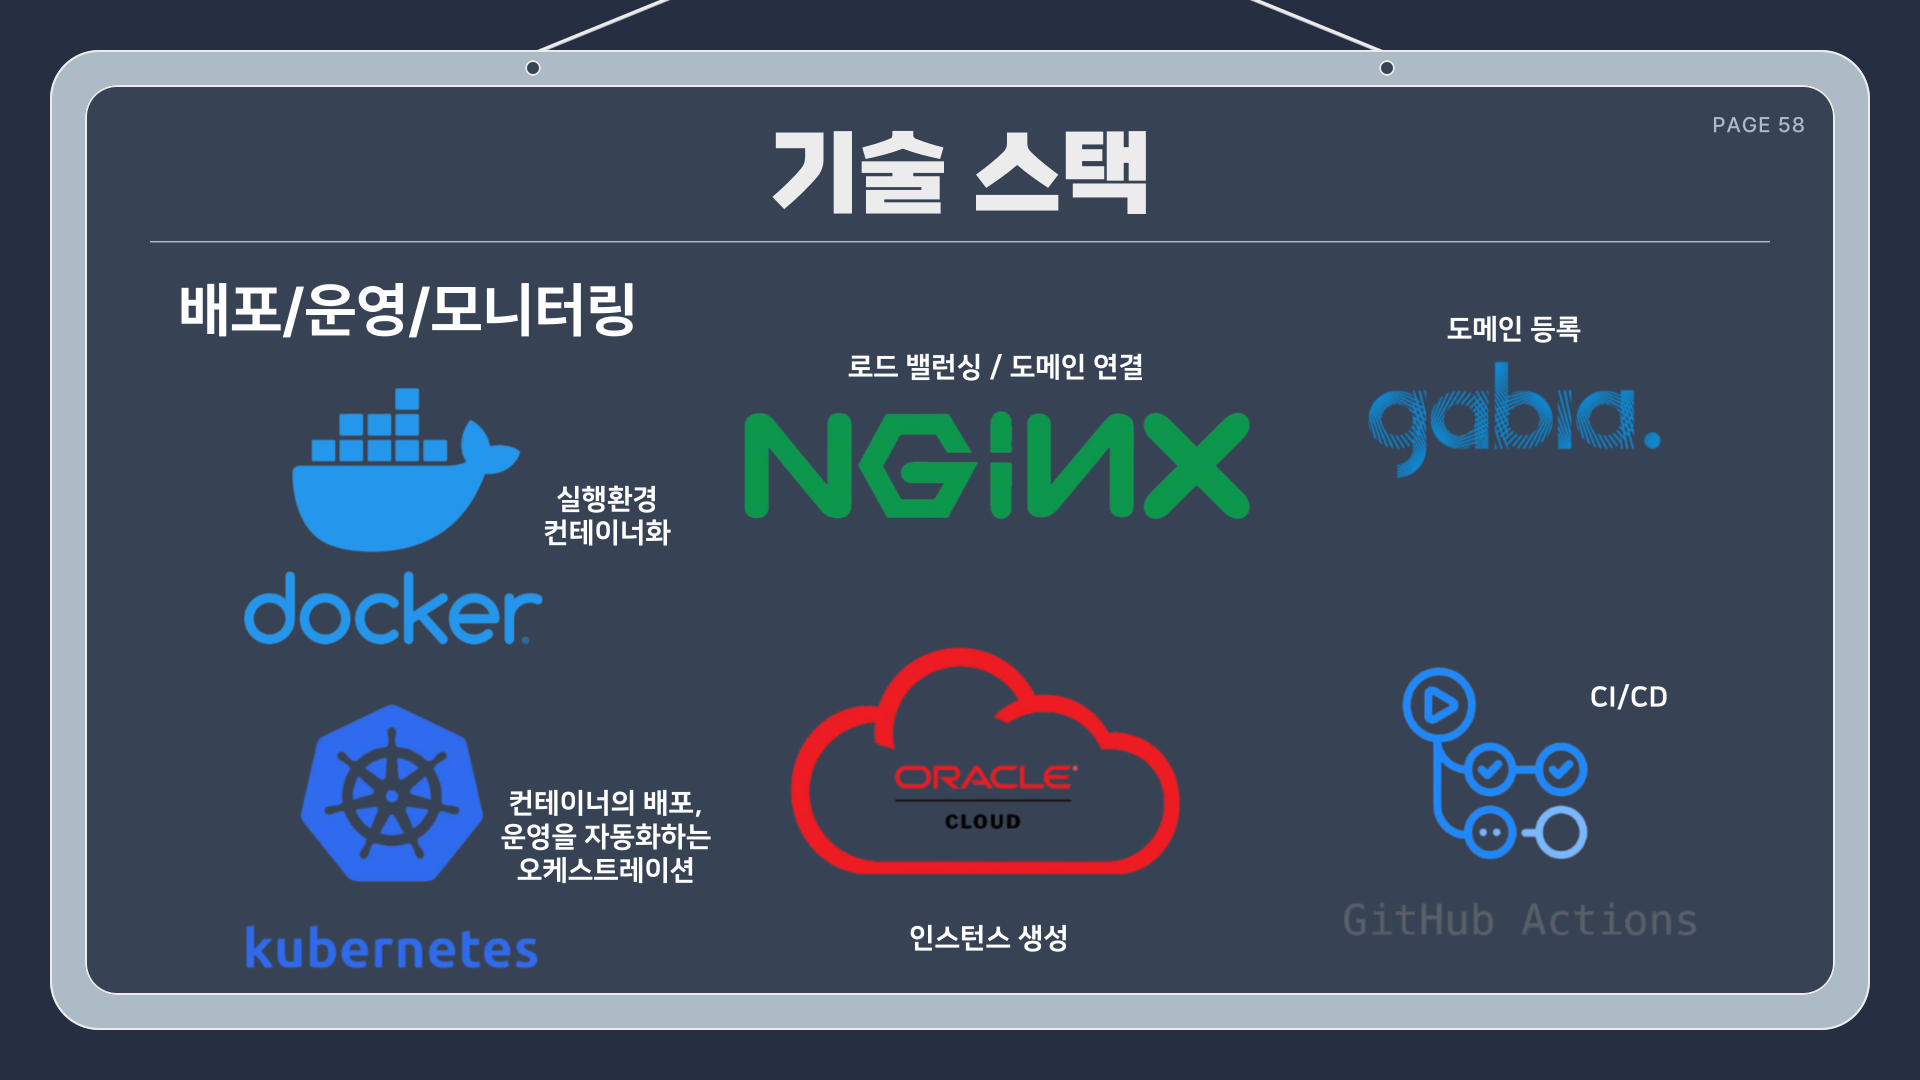 PAGE 58
기술 스택
배포/운영/모니터링
실행환경
컨테이너화
docker
로드 밸런싱 / 도메인 연결
NGINX
도메인 등록
gabia.
컨테이너의 배포,
운영을 자동화하는
오케스트레이션
kubernetes
ORACLE
CLOUD
인스턴스 생성
CI/CD
GitHub Actions